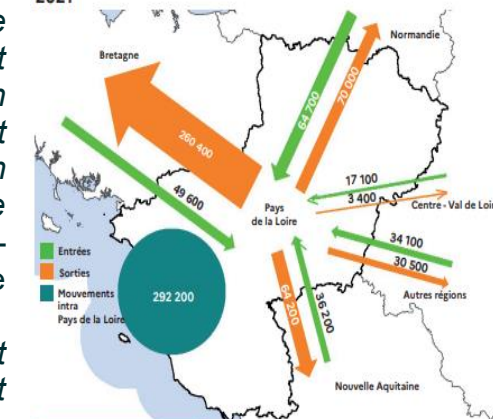 2021
e
t
n
t
n
e
-
e
t
t
Bretagne
Normandie
64 700
70 000
260 400
49 600
17 100
3 400
Centre - Val de Loir
Pays
de la Loire
34 100
30 500
Autres régions
Entrées
Sorties
Mouvements
intra
Pays de la Loire
292 200
64 200
36 200
Nouvelle Aquitaine